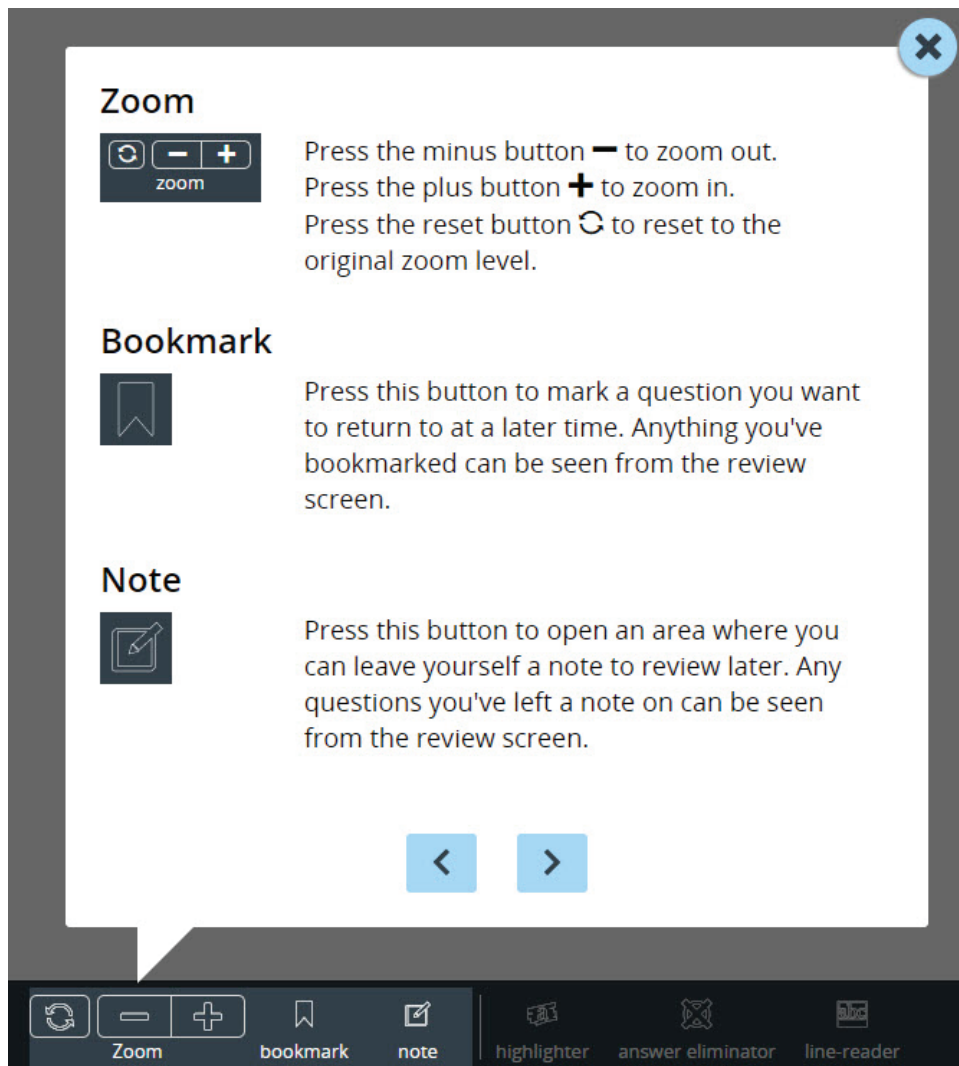 Zoom
zoom
Press the minus button to zoom out.
Press the plus button to zoom in.
Press the reset button to reset to the
original zoom level.
Bookmark
Press this button to mark a question you want
to return to at a later time. Anything you've
bookmarked can be seen from the review
screen.
Note
Press this button to open an area where you
can leave yourself a note to review later. Any
questions you've left a note on can be seen
from the review screen.
Zoom bookmark note highlighter answer eliminator line-reader
a
abc